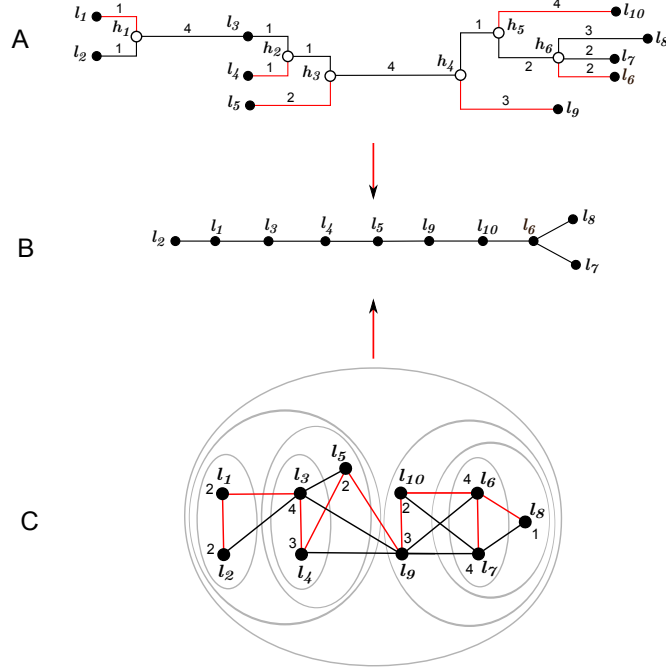 A
l1 1 h1 4 l3 1 h2 1 h3 4 h4 1 h5 4 l10
l2 1 l4 1 2 h6 3 l8
2 l7
2 l6
l5 2 3 l9
B
l2 l1 l3 l4 l5 l9 l10 l6 l8
l7
C
l5
2
l1 l3 l10 l6
2 4 2 4 l8
1
2 3 3 4
l2 l4 l9 l7